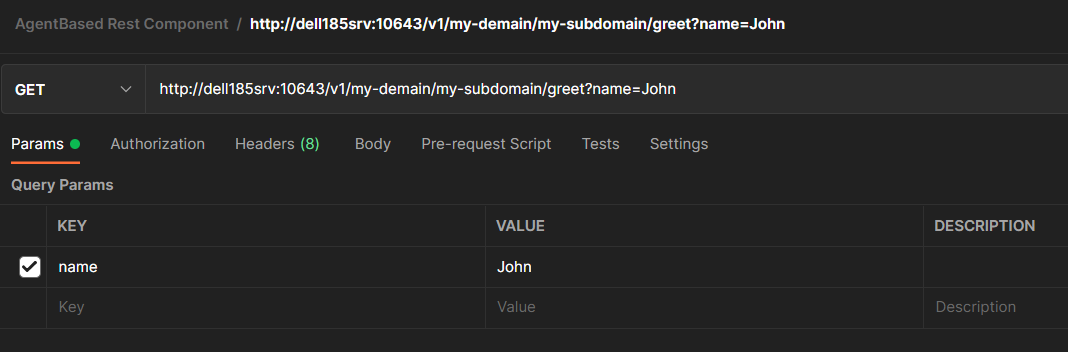 AgentBased Rest Component / http://dell185srv:10643/v1/my-demain/my-subdomain/greet?name=John
GET http://dell185srv:10643/v1/my-demain/my-subdomain/greet?name=John
Params Authorization Headers (8) Body Pre-request Script Tests Settings
Query Params
KEY VALUE DESCRIPTION
name John
Key Value Description